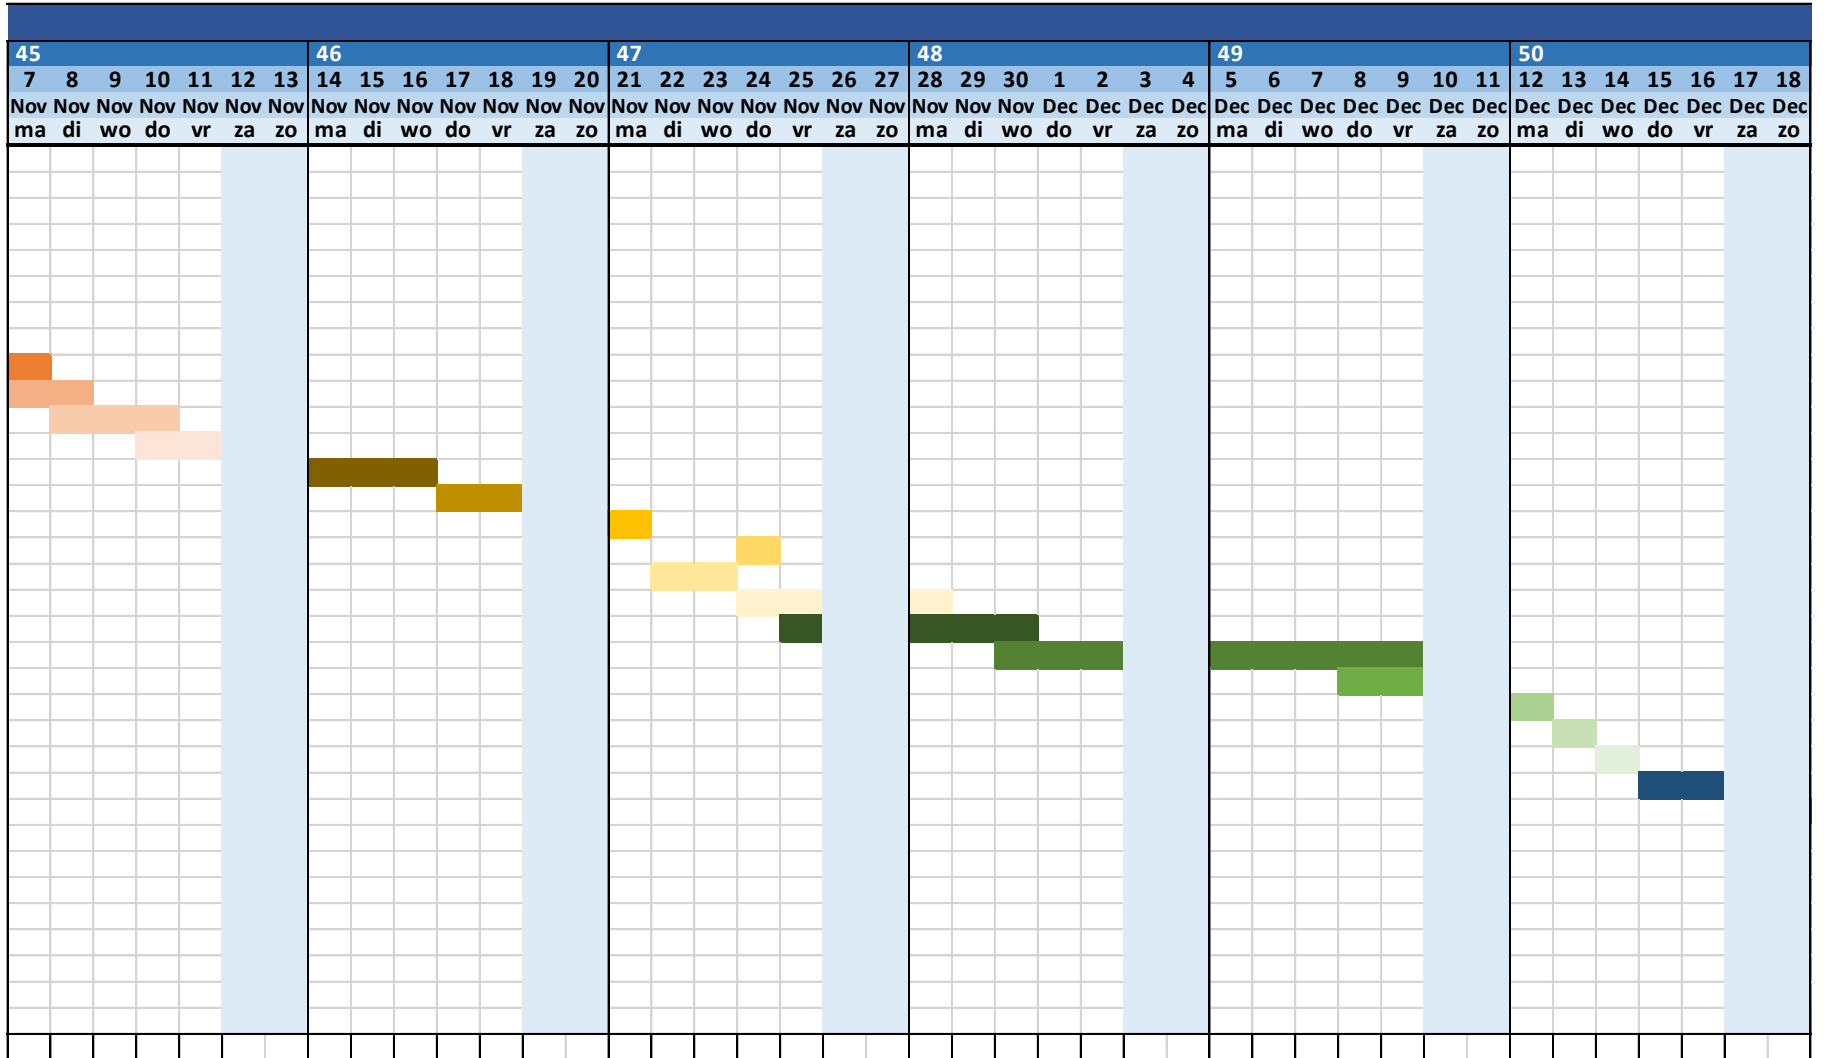 45 46 47 48 49 50
7 8 9 10 11 12 13 14 15 16 17 18 19 20 21 22 23 24 25 26 27 28 29 30 1 2 3 4 5 6 7 8 9 10 11 12 13 14 15 16 17 18
Nov Nov Nov Nov Nov Nov Nov Nov Nov Nov Nov Nov Nov Nov Nov Nov Nov Nov Nov Nov Nov Nov Nov Nov Dec Dec Dec Dec Dec Dec Dec Dec Dec Dec Dec Dec Dec Dec Dec Dec Dec Dec
ma di wo do vr za zo ma di wo do vr za zo ma di wo do vr za zo ma di wo do vr za zo ma di wo do vr za zo ma di wo do vr za zo